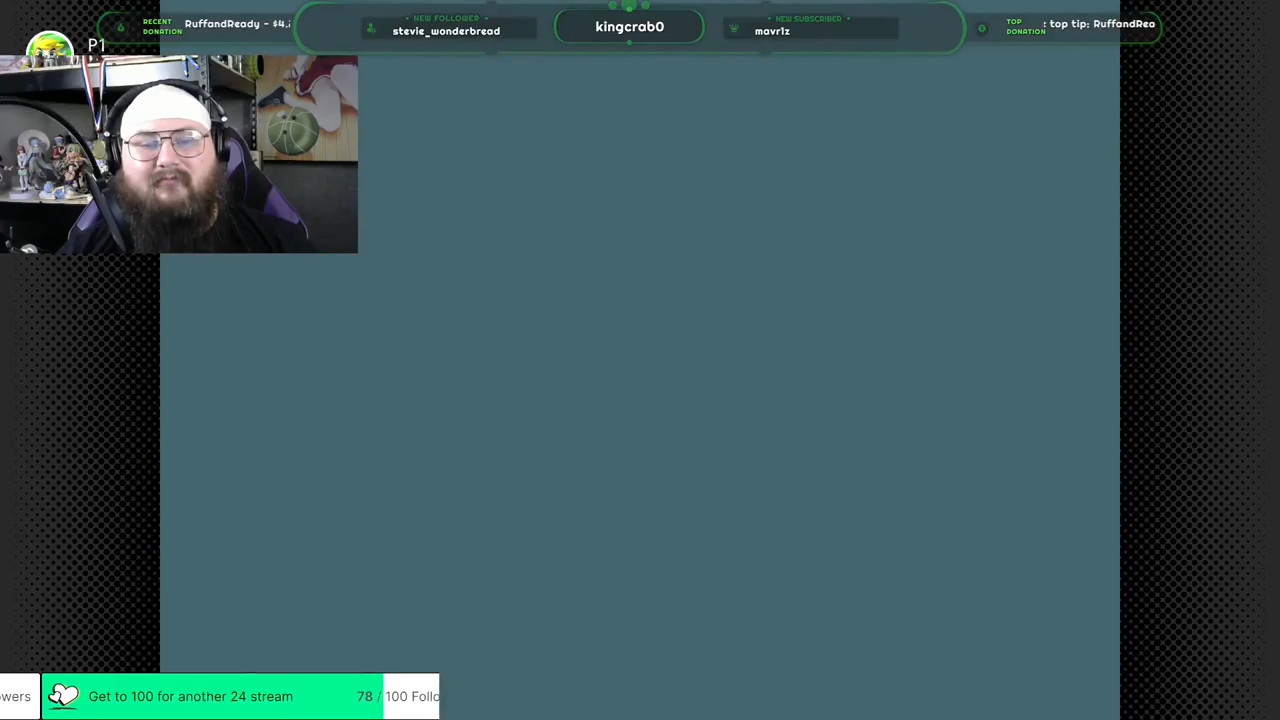 RECENT DONATION
RuffandReady - $4.
• NEW FOLLOWER •
stevie_wonderbread
kingcrab0
• NEW SUBSCRIBER •
mavr1z
TOP DONATION
: top tip: RuffandRea
P1
owers
Get to 100 for another 24 stream
78 / 100 Follo